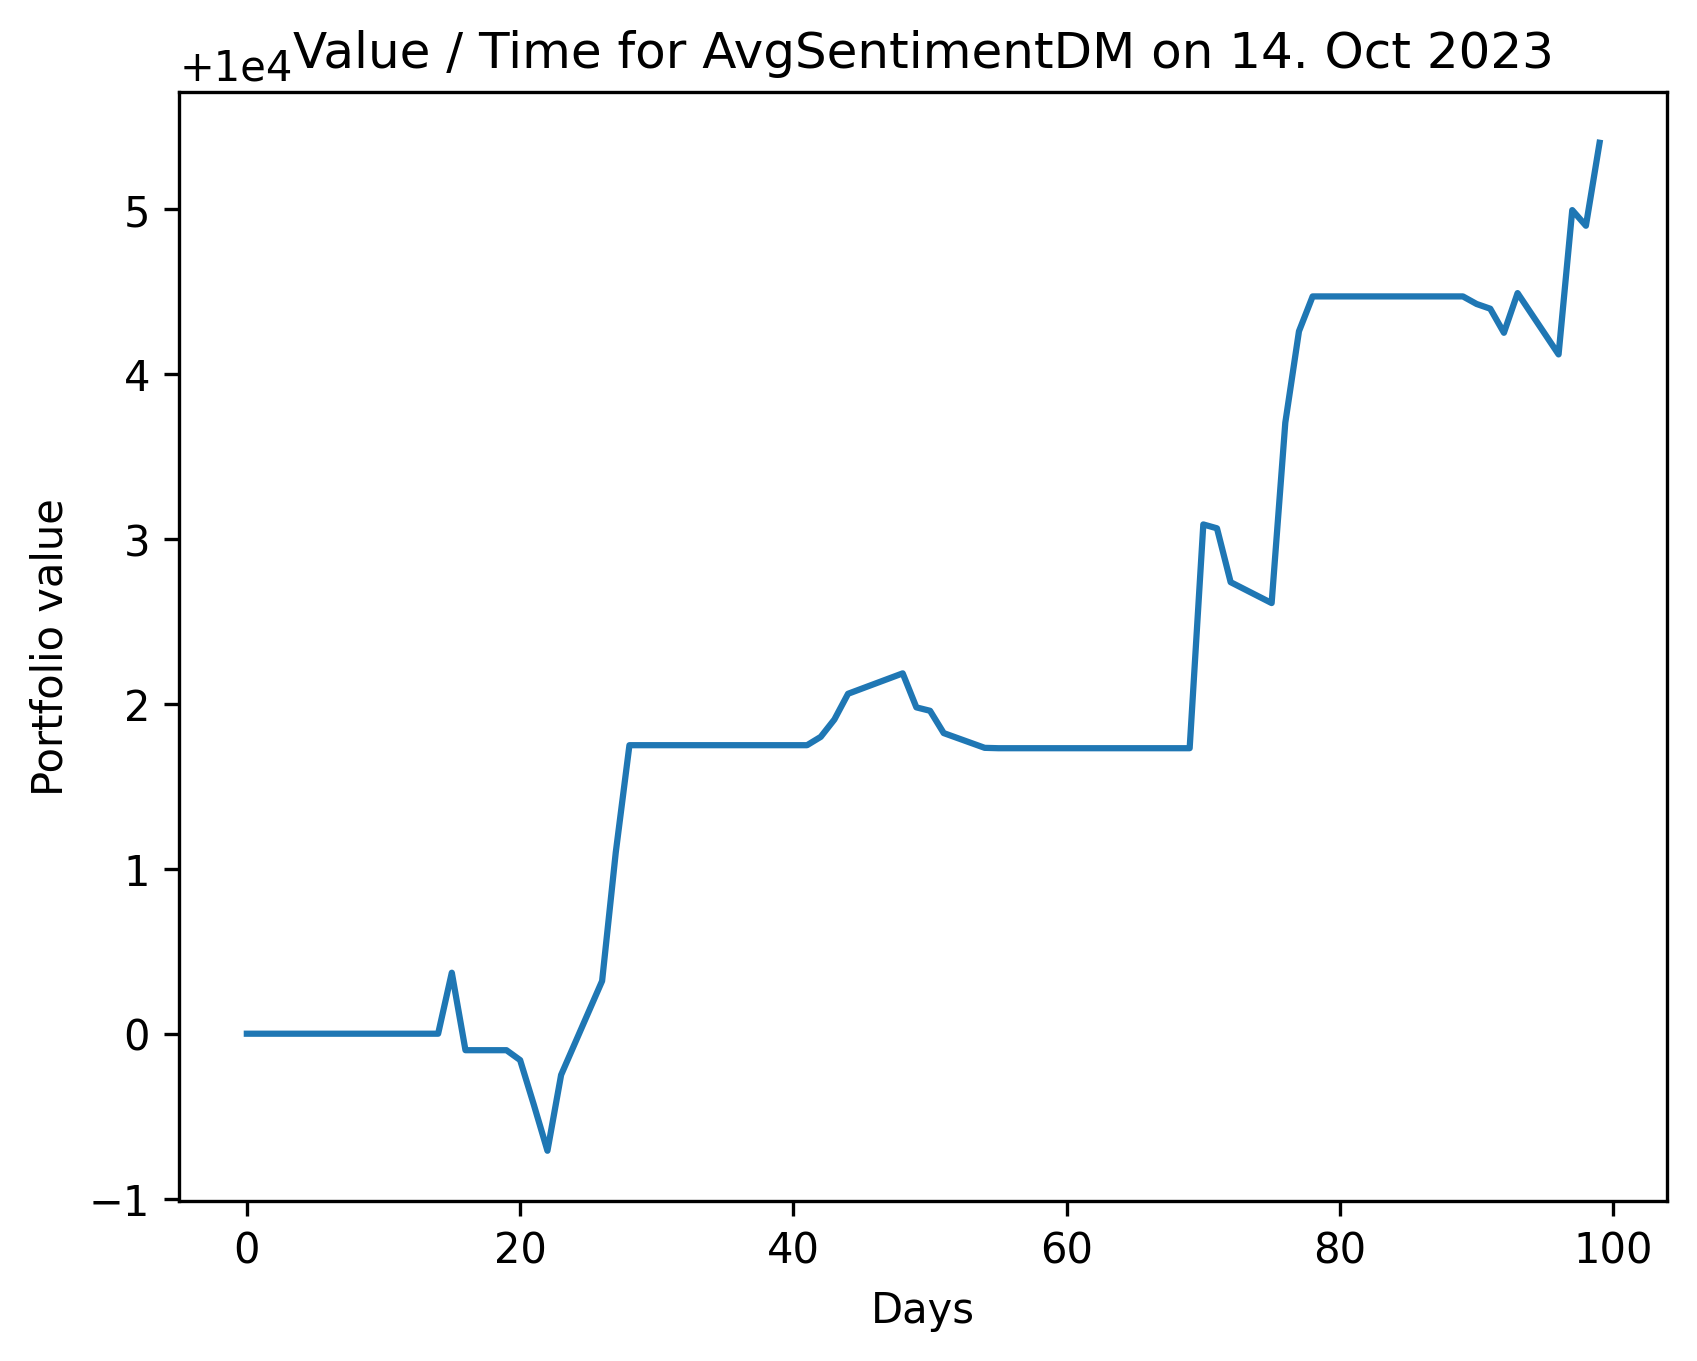 Value / Time for AvgSentimentDM on 14. Oct 2023
+1e4
5
4
3
2
1
0
−1
Portfolio value
0 20 40 60 80 100
Days